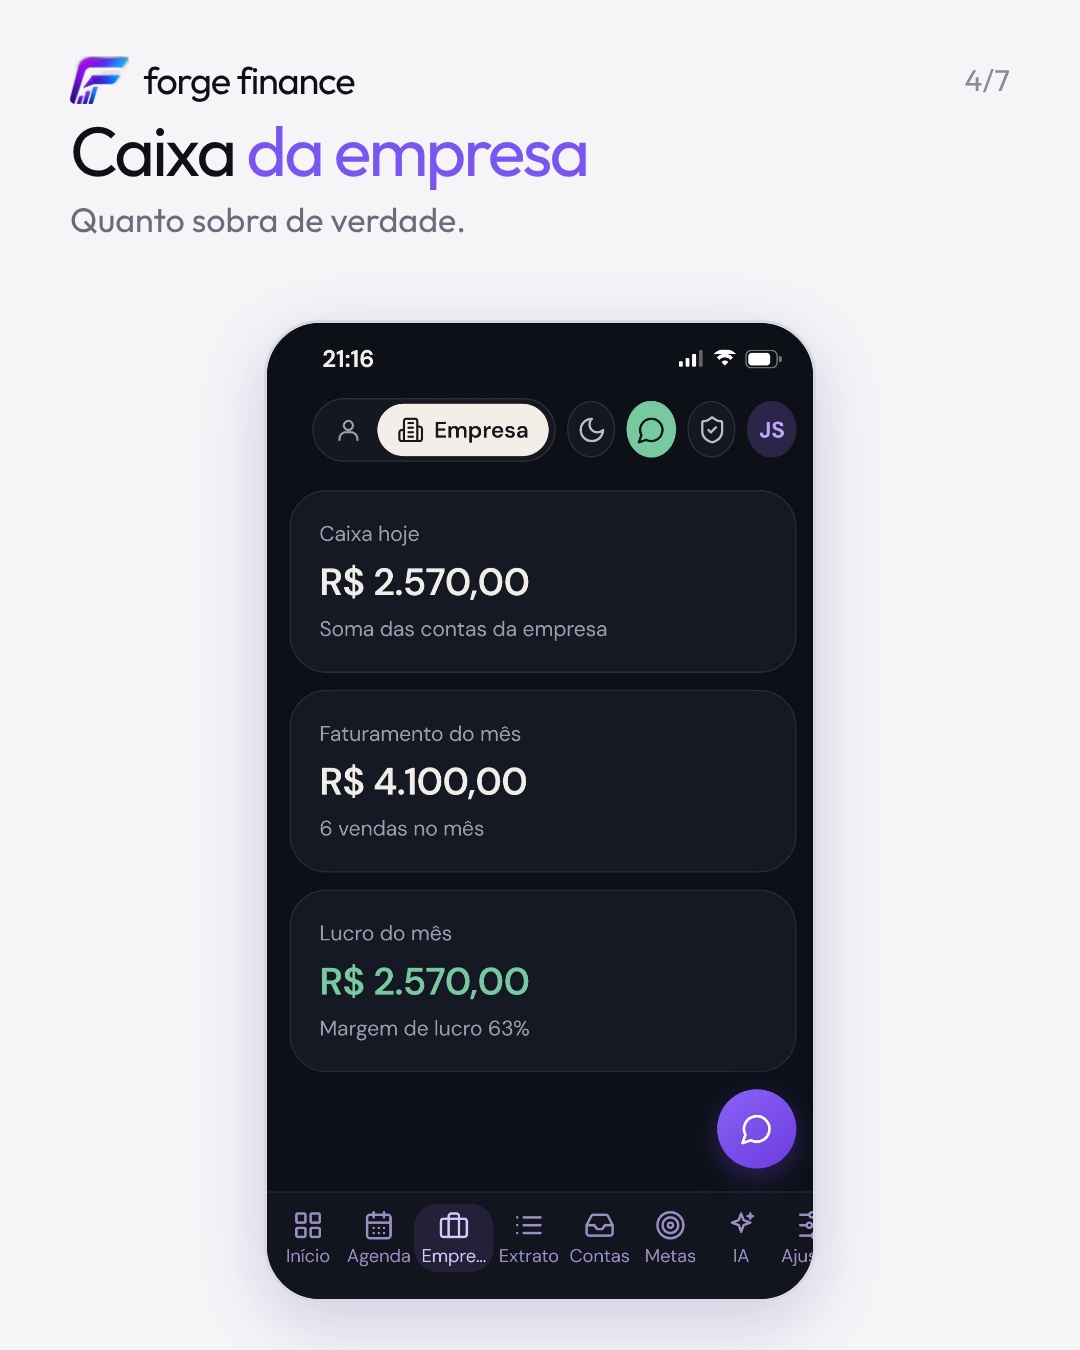 forge finance
4/7
Caixa da empresa
Quanto sobra de verdade.
21:16
Empresa
JS
Caixa hoje
R$ 2.570,00
Soma das contas da empresa
Faturamento do mês
R$ 4.100,00
6 vendas no mês
Lucro do mês
R$ 2.570,00
Margem de lucro 63%
Início Agenda Empre... Extrato Contas Metas IA Ajus